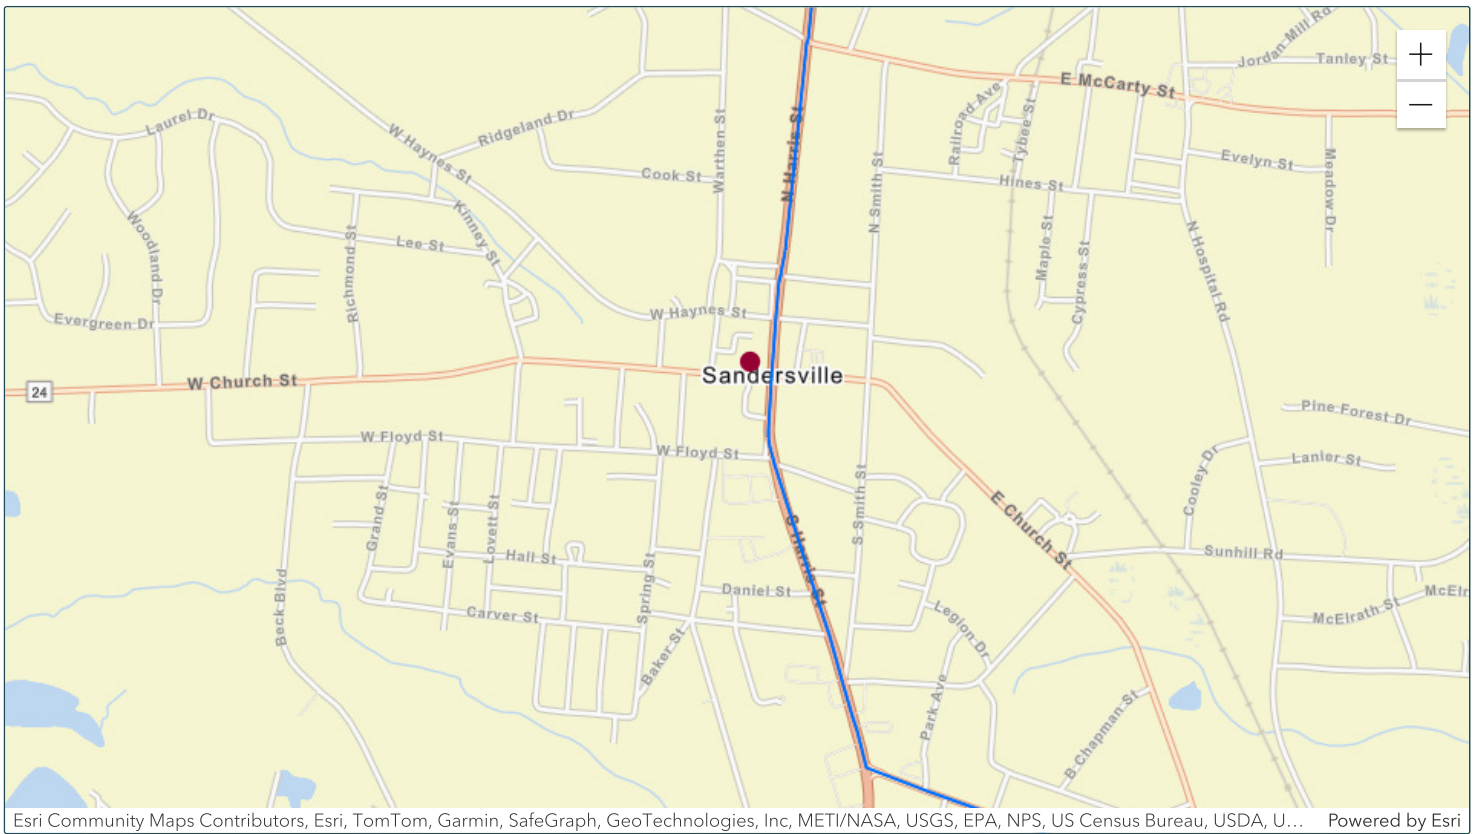 Jordan Mill Rd
Tanley St
E McCarty St
Railroad Ave
Tybee St
Laurel Dr
Ridgeland Dr
W Haynes St
Warthen St
N Harris St
N Smith St
Evelyn St
Meadow Dr
Cook St
Hines St
Kinney St
Woodland Dr
Lee St
Richmond St
Maple St
Cypress St
N Hospital Rd
Evergreen Dr
W Haynes St
24
W Church St
Sandersville
Pine Forest Dr
W Floyd St
W Floyd St
Lanier St
Cooley Dr
Grand St
Evans St
Lovett St
S Harris St
S Smith St
E Church St
Hall St
Sunhill Rd
Beck Blvd
Spring St
Daniel St
McElr
McElrath St
Carver St
Legion Dr
Baker St
Park Ave
B Chapman St
Esri Community Maps Contributors, Esri, TomTom, Garmin, SafeGraph, GeoTechnologies, Inc, METI/NASA, USGS, EPA, NPS, US Census Bureau, USDA, U... Powered by Esri